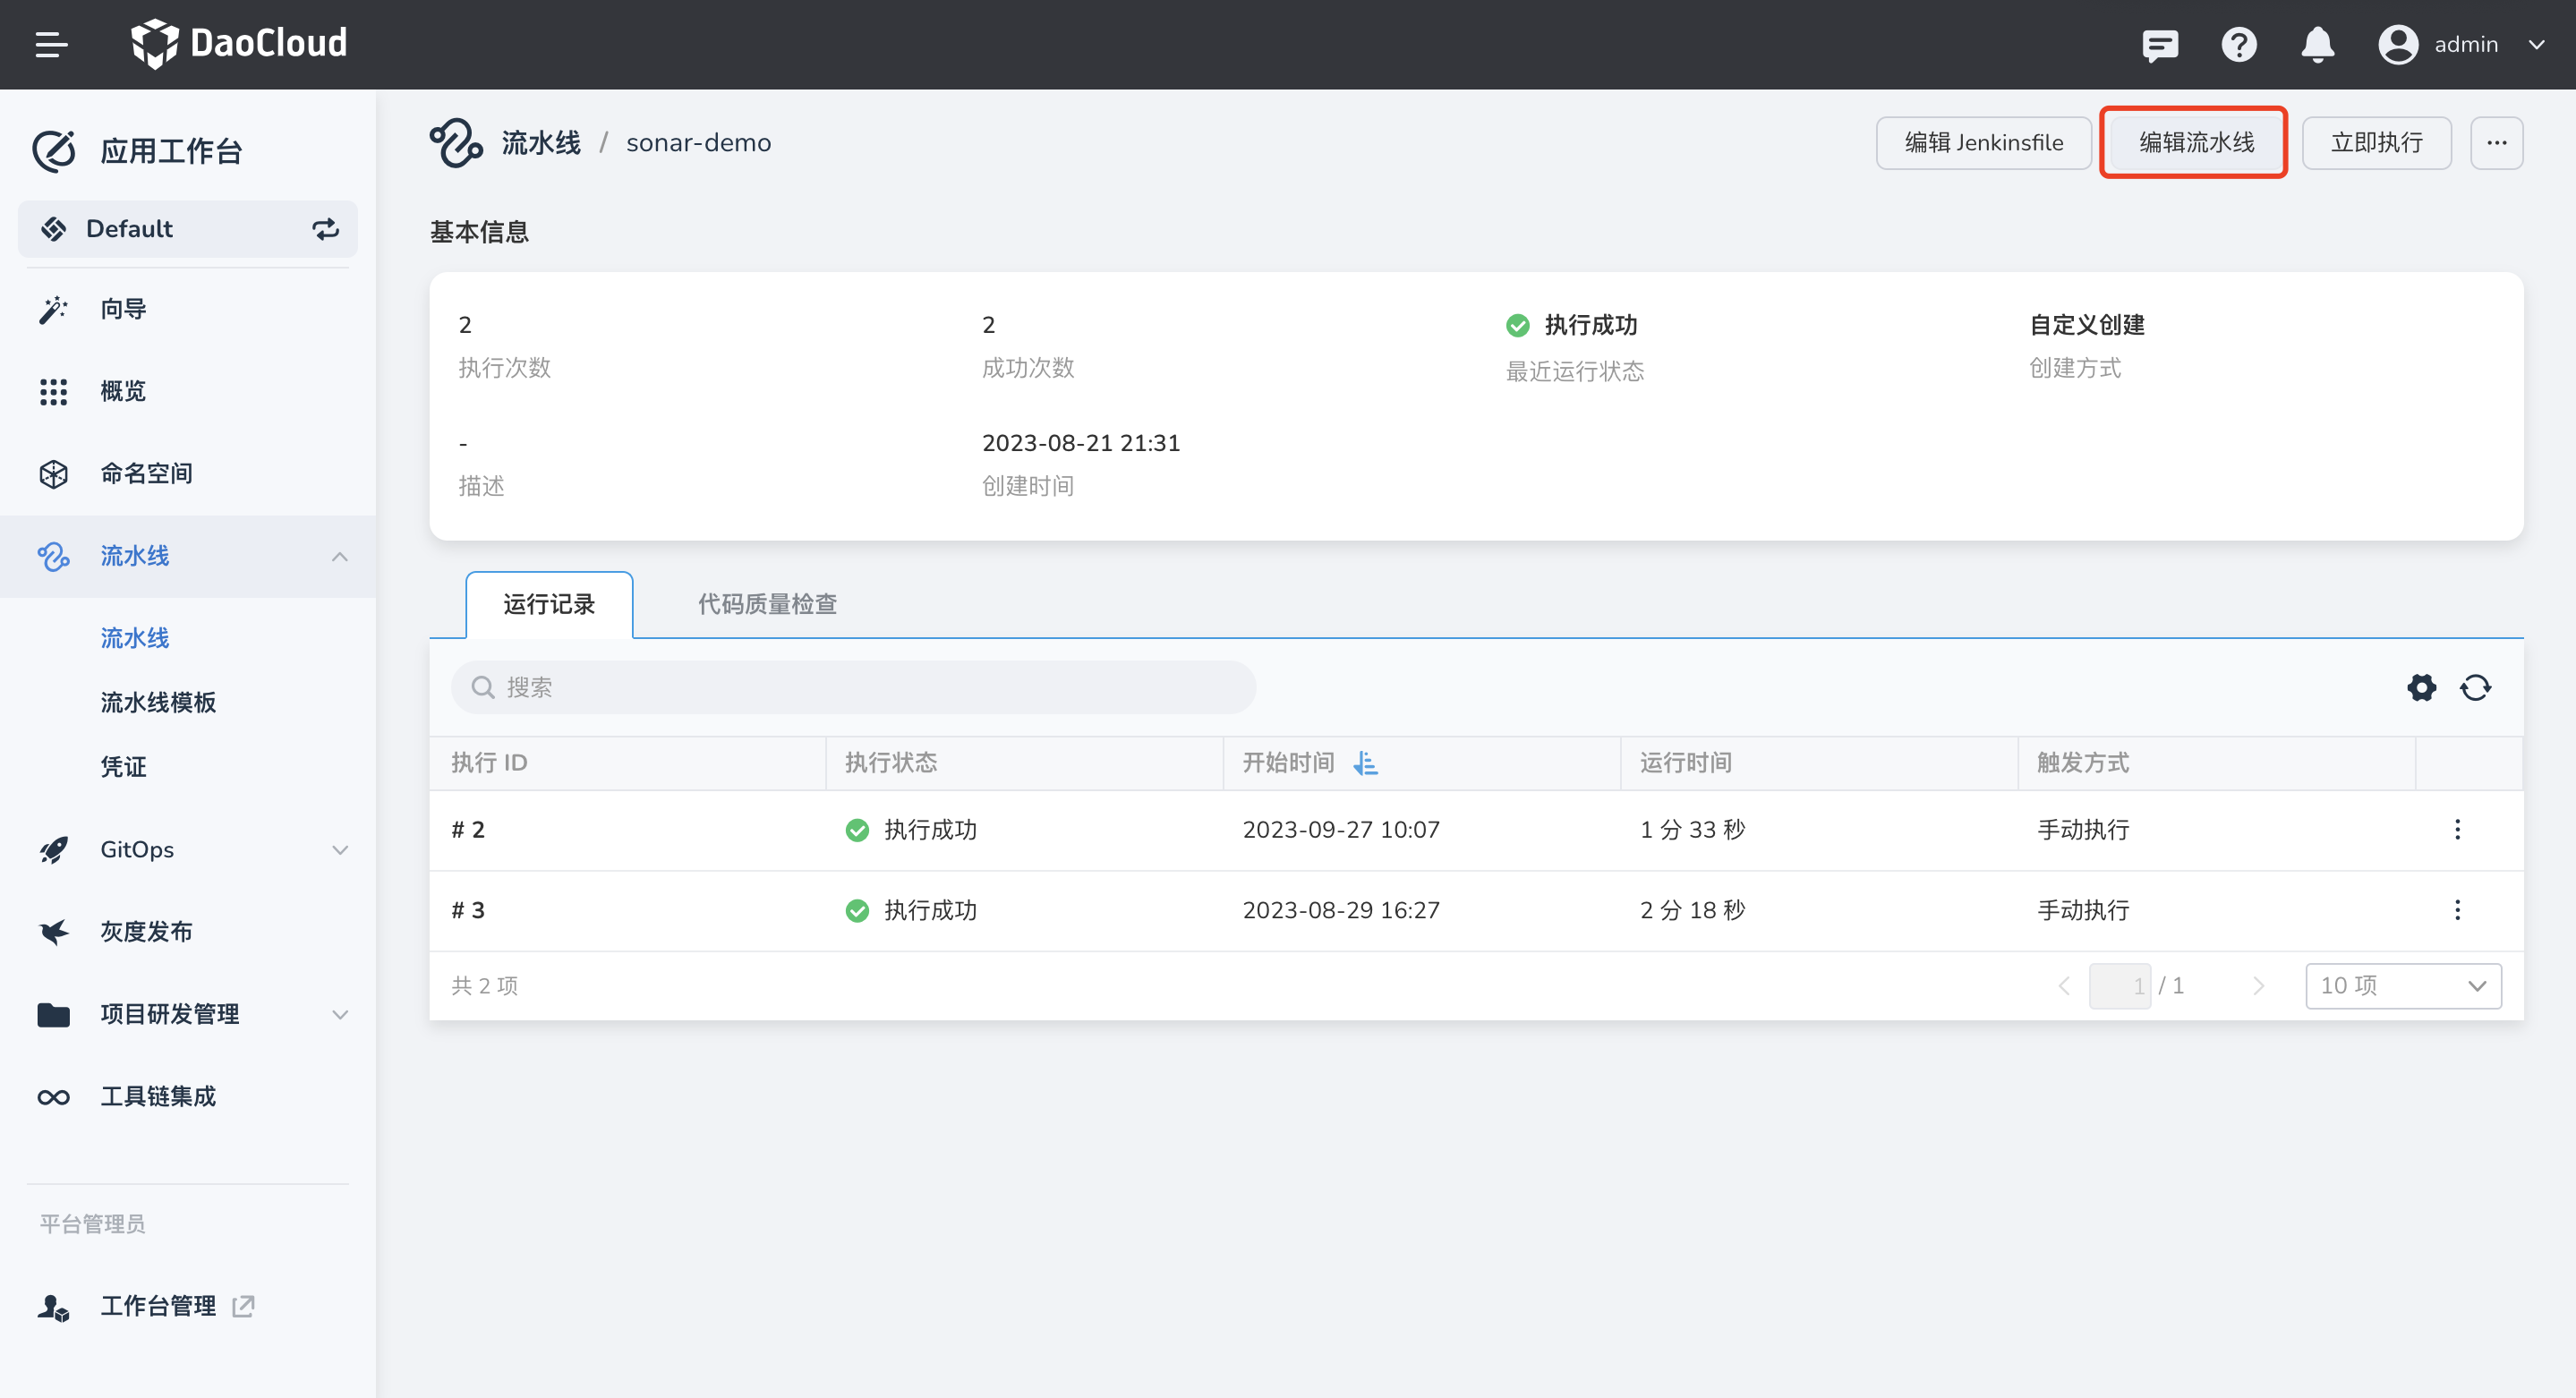 DaoCloud
admin
应用工作台
Default
向导
概览
命名空间
流水线
流水线
流水线模板
凭证
GitOps
灰度发布
项目研发管理
工具链集成
平台管理员
工作台管理
流水线 / sonar-demo
编辑 Jenkinsfile
编辑流水线
立即执行
基本信息
2
执行次数
2
成功次数
执行成功
最近运行状态
自定义创建
创建方式
-
描述
2023-08-21 21:31
创建时间
运行记录 代码质量检查
搜索
执行 ID 执行状态 开始时间 运行时间 触发方式
# 2 执行成功 2023-09-27 10:07 1 分 33 秒 手动执行
# 3 执行成功 2023-08-29 16:27 2 分 18 秒 手动执行
共 2 项 1 / 1 10 项